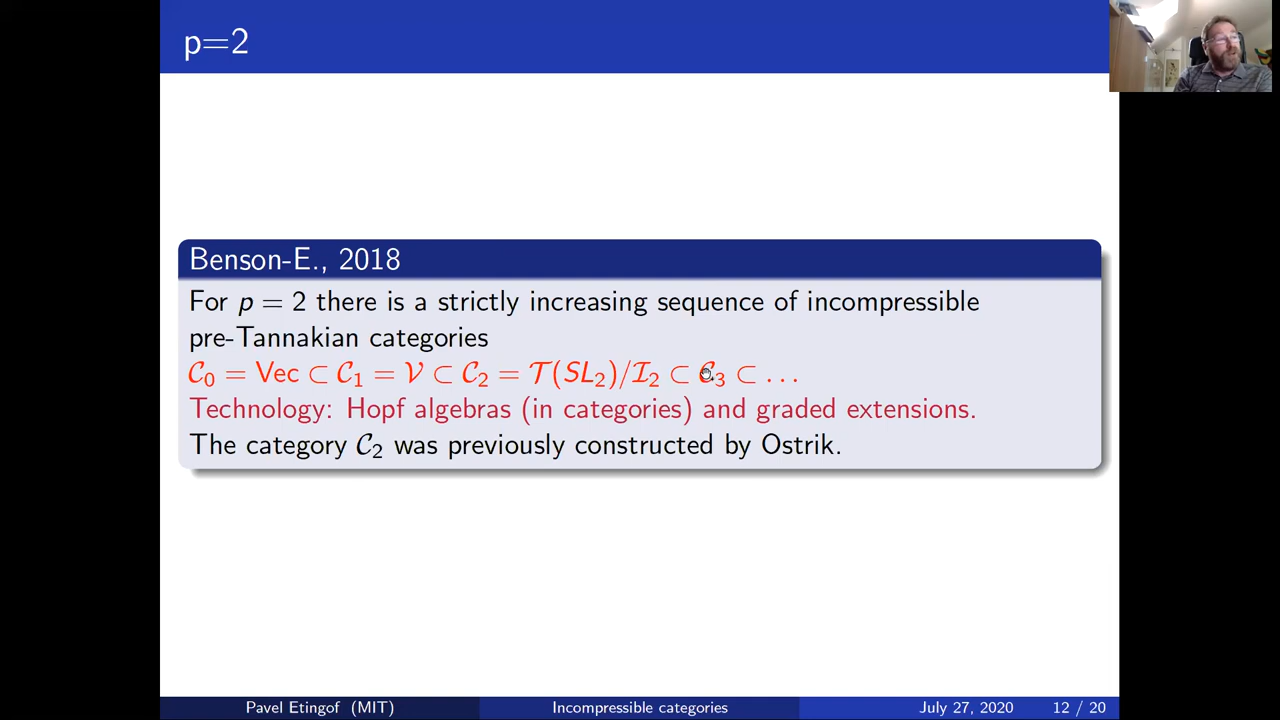 p=2
Benson-E., 2018
For p = 2 there is a strictly increasing sequence of incompressible
pre-Tannakian categories
𝒞₀ = Vec ⊂ 𝒞₁ = 𝒱 ⊂ 𝒞₂ = 𝒯(SL₂)/ℐ₂ ⊂ 𝒞₃ ⊂ …
Technology: Hopf algebras (in categories) and graded extensions.
The category 𝒞₂ was previously constructed by Ostrik.
Pavel Etingof (MIT) Incompressible categories July 27, 2020 12 / 20